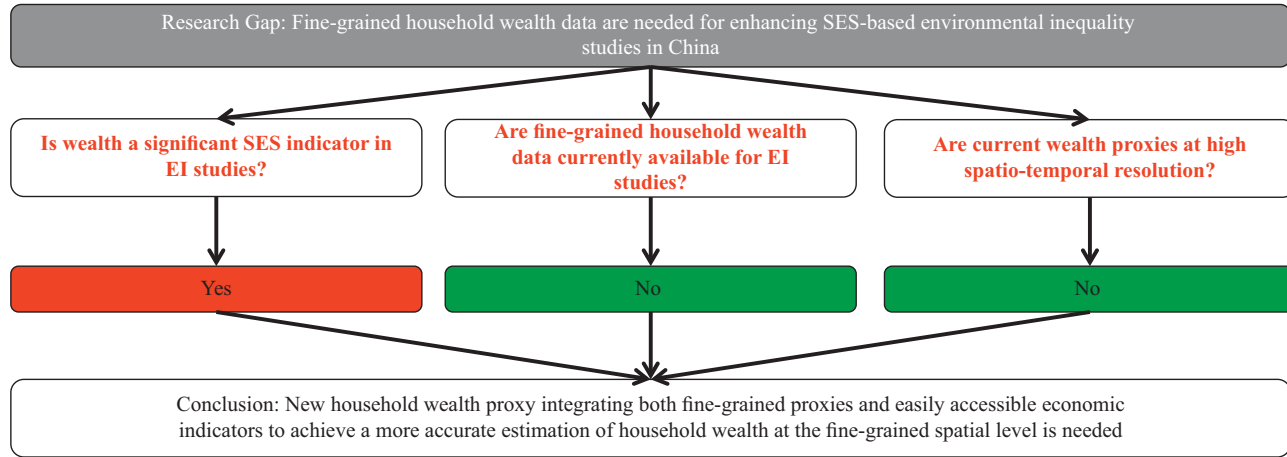 Research Gap: Fine-grained household wealth data are needed for enhancing SES-based environmental inequality
studies in China
Is wealth a significant SES indicator in
EI studies?
Are fine-grained household wealth
data currently available for EI
studies?
Are current wealth proxies at high
spatio-temporal resolution?
Yes
No
No
Conclusion: New household wealth proxy integrating both fine-grained proxies and easily accessible economic
indicators to achieve a more accurate estimation of household wealth at the fine-grained spatial level is needed